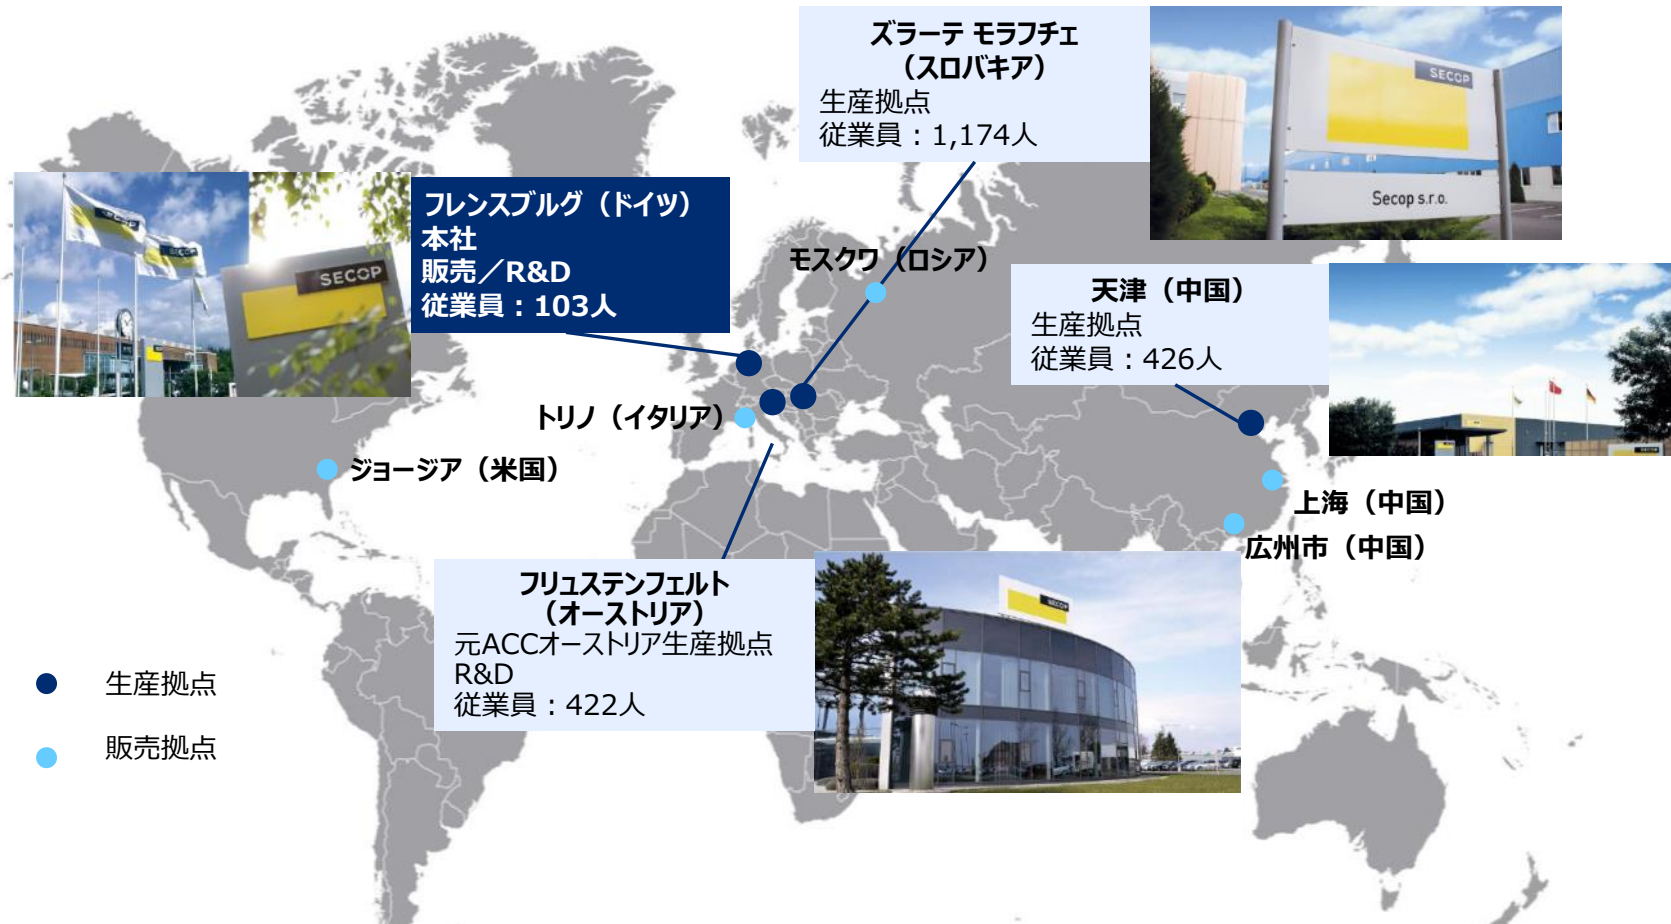 ズラーテ モラフチェ
（スロバキア）
生産拠点
従業員：1,174人
SECOP
Secop s.r.o.
フレンスブルグ（ドイツ）
本社
販売／R&D
従業員：103人
SECOP
SECOP
SECOP
モスクワ（ロシア）
天津（中国）
生産拠点
従業員：426人
トリノ（イタリア）
ジョージア（米国）
上海（中国）
広州市（中国）
フリュステンフェルト
（オーストリア）
元ACCオーストリア生産拠点
R&D
従業員：422人
SECOP
生産拠点
販売拠点